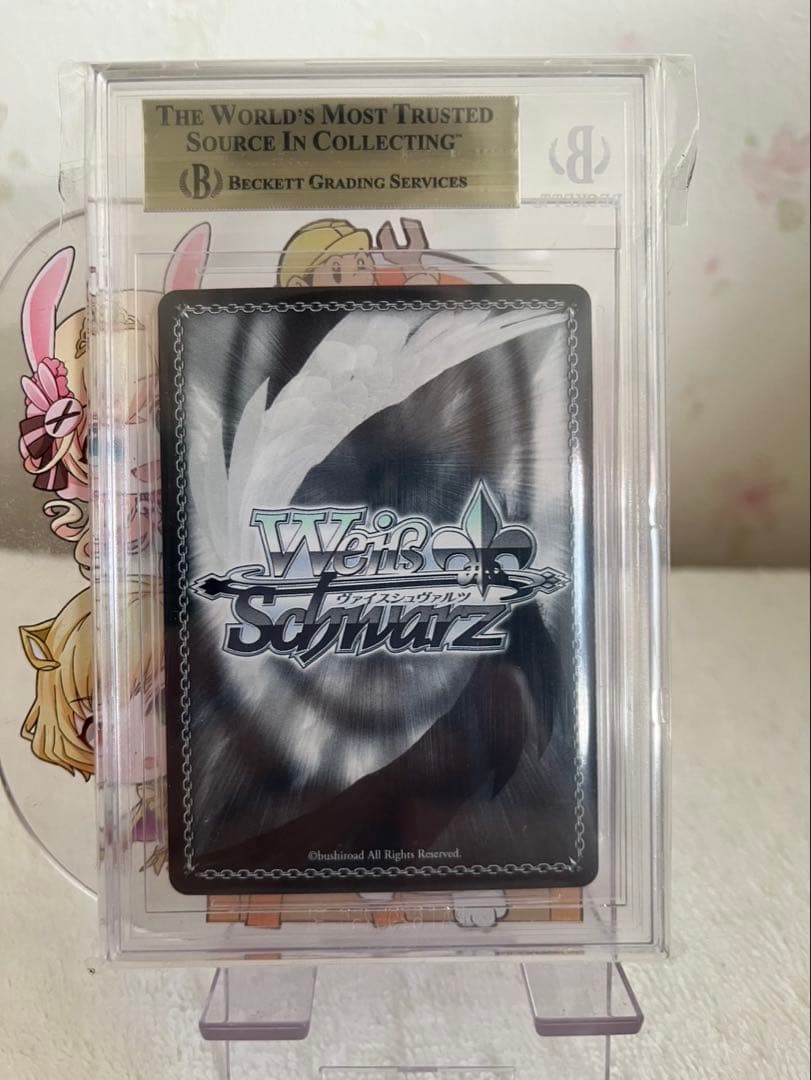 THE WORLD'S MOST TRUSTED
SOURCE IN COLLECTING™
B BECKETT GRADING SERVICES
B
BECKETT
Weiß
ヴァイスシュヴァルツ
Schwarz
©bushiroad All Rights Reserved.